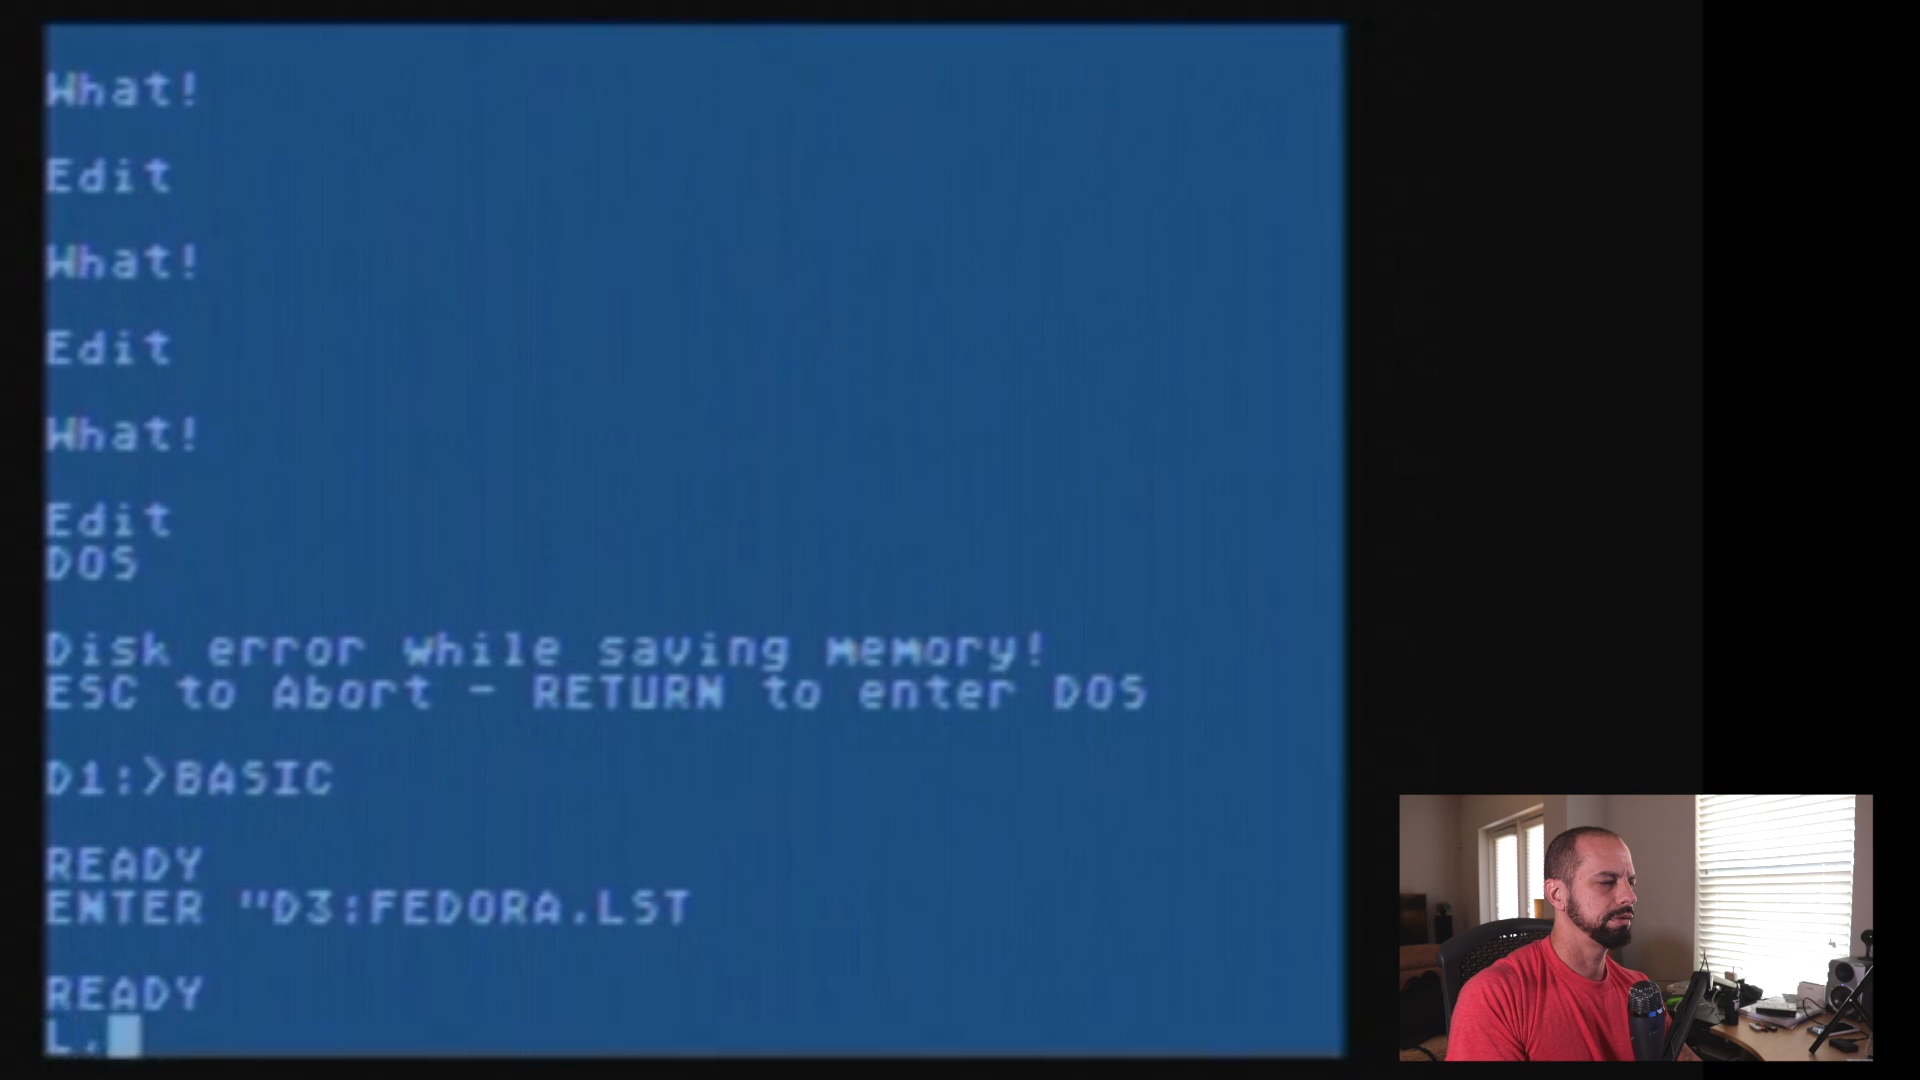 What!
Edit
What!
Edit
What!
Edit
DOS
Disk error while saving memory!
ESC to Abort - RETURN to enter DOS
D1:>BASIC
READY
ENTER "D3:FEDORA.LST
READY
L.